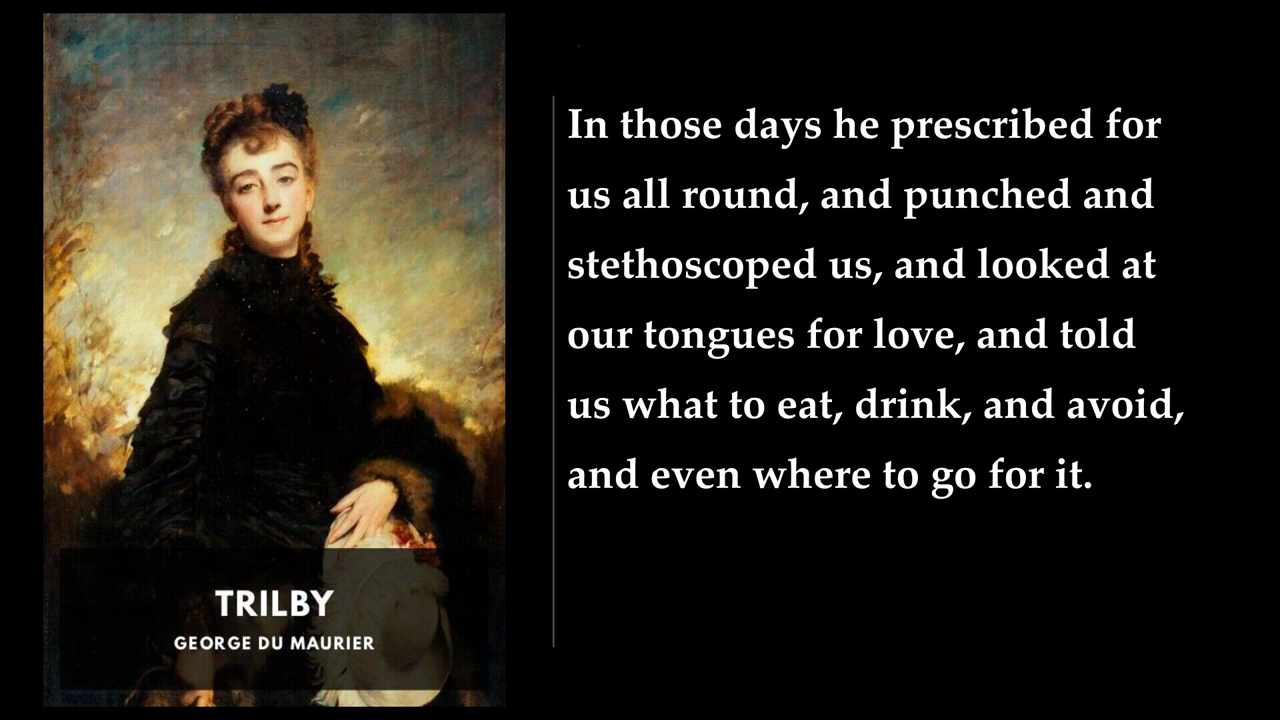 TRILBY
GEORGE DU MAURIER
In those days he prescribed for
us all round, and punched and
stethoscoped us, and looked at
our tongues for love, and told
us what to eat, drink, and avoid,
and even where to go for it.